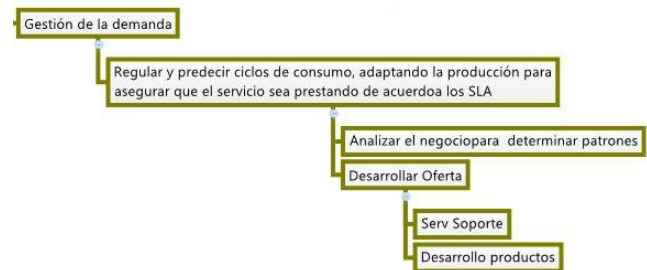 Gestión de la demanda
Regular y predecir ciclos de consumo, adaptando la producción para
asegurar que el servicio sea prestando de acuerdoa los SLA
Analizar el negociopara  determinar patrones
Desarrollar Oferta
Serv Soporte
Desarrollo productos